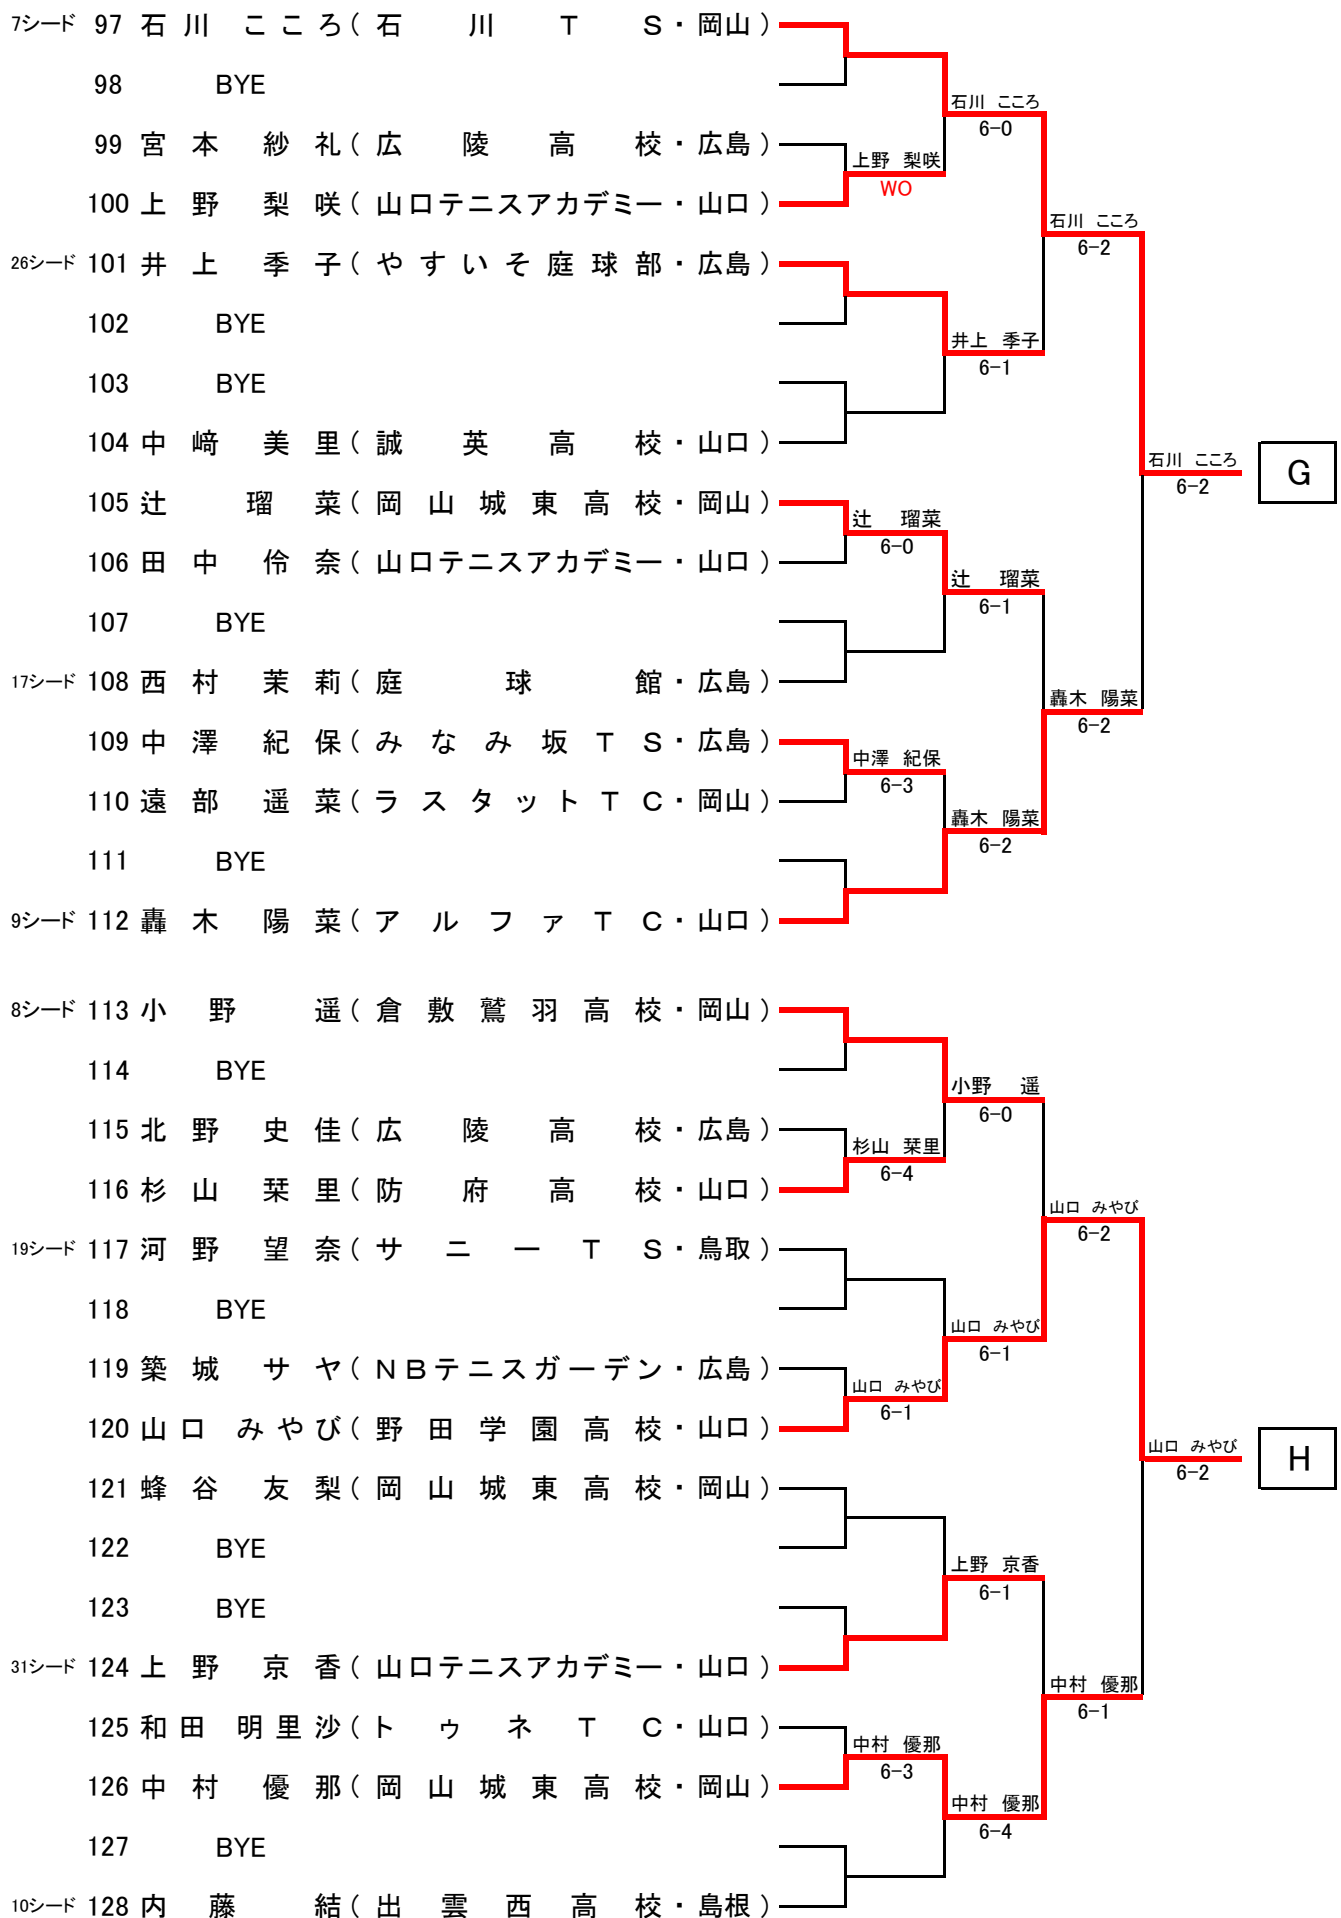 7シード 97 石川 こころ(石川TS・岡山)
98 BYE
石川 こころ
6-0
99 宮本 紗礼(広陵高校・広島)
上野 梨咲
WO
100 上野 梨咲(山口テニスアカデミー・山口)
石川 こころ
6-2
26シード 101 井上 季子(やすいそ庭球部・広島)
102 BYE
井上 季子
6-1
103 BYE
104 中﨑 美里(誠英高校・山口)
石川 こころ
6-2
G
105 辻 瑠菜(岡山城東高校・岡山)
辻 瑠菜
6-0
106 田中 伶奈(山口テニスアカデミー・山口)
辻 瑠菜
6-1
107 BYE
17シード 108 西村 茉莉(庭球館・広島)
轟木 陽菜
6-2
109 中澤 紀保(みなみ坂TS・広島)
中澤 紀保
6-3
110 遠部 遥菜(ラスタットTC・岡山)
轟木 陽菜
6-2
111 BYE
9シード 112 轟木 陽菜(アルファTC・山口)
8シード 113 小野 遥(倉敷鷲羽高校・岡山)
114 BYE
小野 遥
6-0
115 北野 史佳(広陵高校・広島)
杉山 栞里
6-4
116 杉山 栞里(防府高校・山口)
山口 みやび
6-2
19シード 117 河野 望奈(サニーTS・鳥取)
118 BYE
山口 みやび
6-1
119 築城 サヤ(NBテニスガーデン・広島)
山口 みやび
6-1
120 山口 みやび(野田学園高校・山口)
山口 みやび
6-2
H
121 蜂谷 友梨(岡山城東高校・岡山)
122 BYE
上野 京香
6-1
123 BYE
31シード 124 上野 京香(山口テニスアカデミー・山口)
中村 優那
6-1
125 和田 明里沙(トゥネTC・山口)
中村 優那
6-3
126 中村 優那(岡山城東高校・岡山)
中村 優那
6-4
127 BYE
10シード 128 内藤 結(出雲西高校・島根)